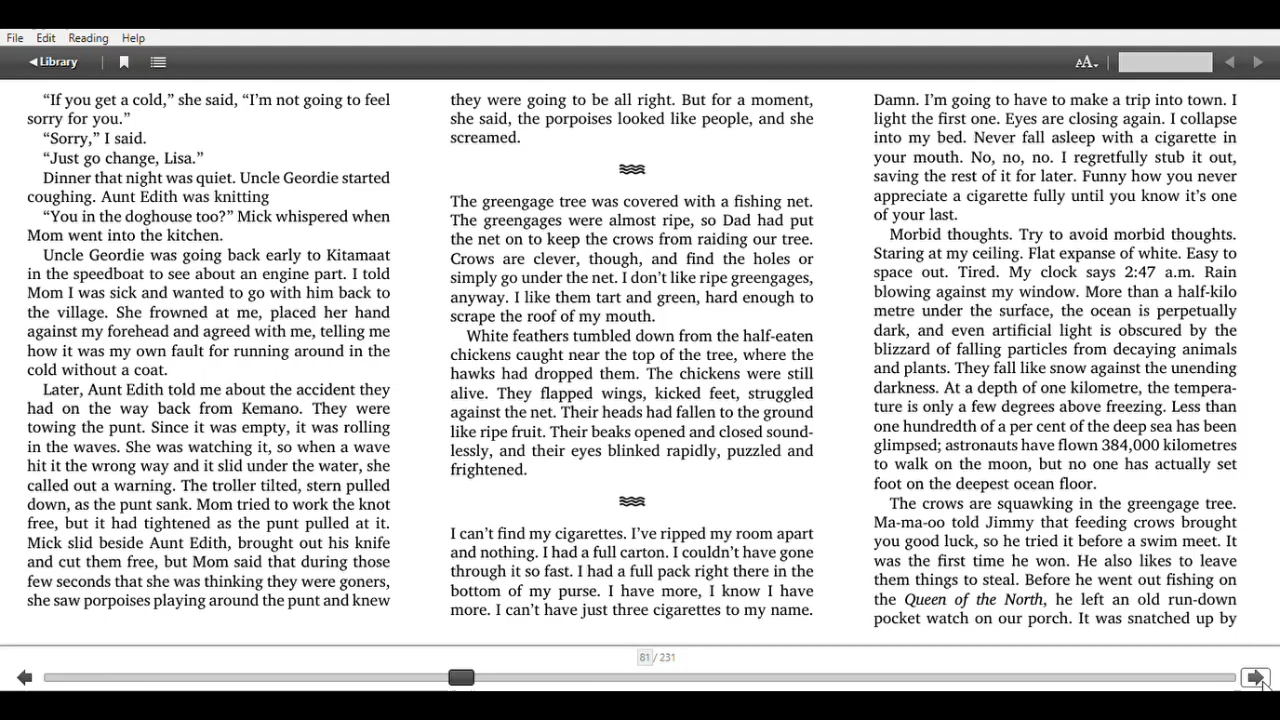 File Edit Reading Help
Library
AA
“If you get a cold,” she said, “I’m not going to feel
sorry for you.”
“Sorry,” I said.
“Just go change, Lisa.”
Dinner that night was quiet. Uncle Geordie started
coughing. Aunt Edith was knitting
“You in the doghouse too?” Mick whispered when
Mom went into the kitchen.
Uncle Geordie was going back early to Kitamaat
in the speedboat to see about an engine part. I told
Mom I was sick and wanted to go with him back to
the village. She frowned at me, placed her hand
against my forehead and agreed with me, telling me
how it was my own fault for running around in the
cold without a coat.
Later, Aunt Edith told me about the accident they
had on the way back from Kemano. They were
towing the punt. Since it was empty, it was rolling
in the waves. She was watching it, so when a wave
hit it the wrong way and it slid under the water, she
called out a warning. The troller tilted, stern pulled
down, as the punt sank. Mom tried to work the knot
free, but it had tightened as the punt pulled at it.
Mick slid beside Aunt Edith, brought out his knife
and cut them free, but Mom said that during those
few seconds that she was thinking they were goners,
she saw porpoises playing around the punt and knew
they were going to be all right. But for a moment,
she said, the porpoises looked like people, and she
screamed.
The greengage tree was covered with a fishing net.
The greengages were almost ripe, so Dad had put
the net on to keep the crows from raiding our tree.
Crows are clever, though, and find the holes or
simply go under the net. I don’t like ripe greengages,
anyway. I like them tart and green, hard enough to
scrape the roof of my mouth.
White feathers tumbled down from the half-eaten
chickens caught near the top of the tree, where the
hawks had dropped them. The chickens were still
alive. They flapped wings, kicked feet, struggled
against the net. Their heads had fallen to the ground
like ripe fruit. Their beaks opened and closed sound-
lessly, and their eyes blinked rapidly, puzzled and
frightened.
I can’t find my cigarettes. I’ve ripped my room apart
and nothing. I had a full carton. I couldn’t have gone
through it so fast. I had a full pack right there in the
bottom of my purse. I have more, I know I have
more. I can’t have just three cigarettes to my name.
Damn. I’m going to have to make a trip into town. I
light the first one. Eyes are closing again. I collapse
into my bed. Never fall asleep with a cigarette in
your mouth. No, no, no. I regretfully stub it out,
saving the rest of it for later. Funny how you never
appreciate a cigarette fully until you know it’s one
of your last.
Morbid thoughts. Try to avoid morbid thoughts.
Staring at my ceiling. Flat expanse of white. Easy to
space out. Tired. My clock says 2:47 a.m. Rain
blowing against my window. More than a half-kilo
metre under the surface, the ocean is perpetually
dark, and even artificial light is obscured by the
blizzard of falling particles from decaying animals
and plants. They fall like snow against the unending
darkness. At a depth of one kilometre, the tempera-
ture is only a few degrees above freezing. Less than
one hundredth of a per cent of the deep sea has been
glimpsed; astronauts have flown 384,000 kilometres
to walk on the moon, but no one has actually set
foot on the deepest ocean floor.
The crows are squawking in the greengage tree.
Ma-ma-oo told Jimmy that feeding crows brought
you good luck, so he tried it before a swim meet. It
was the first time he won. He also likes to leave
them things to steal. Before he went out fishing on
the Queen of the North, he left an old run-down
pocket watch on our porch. It was snatched up by
81 / 231